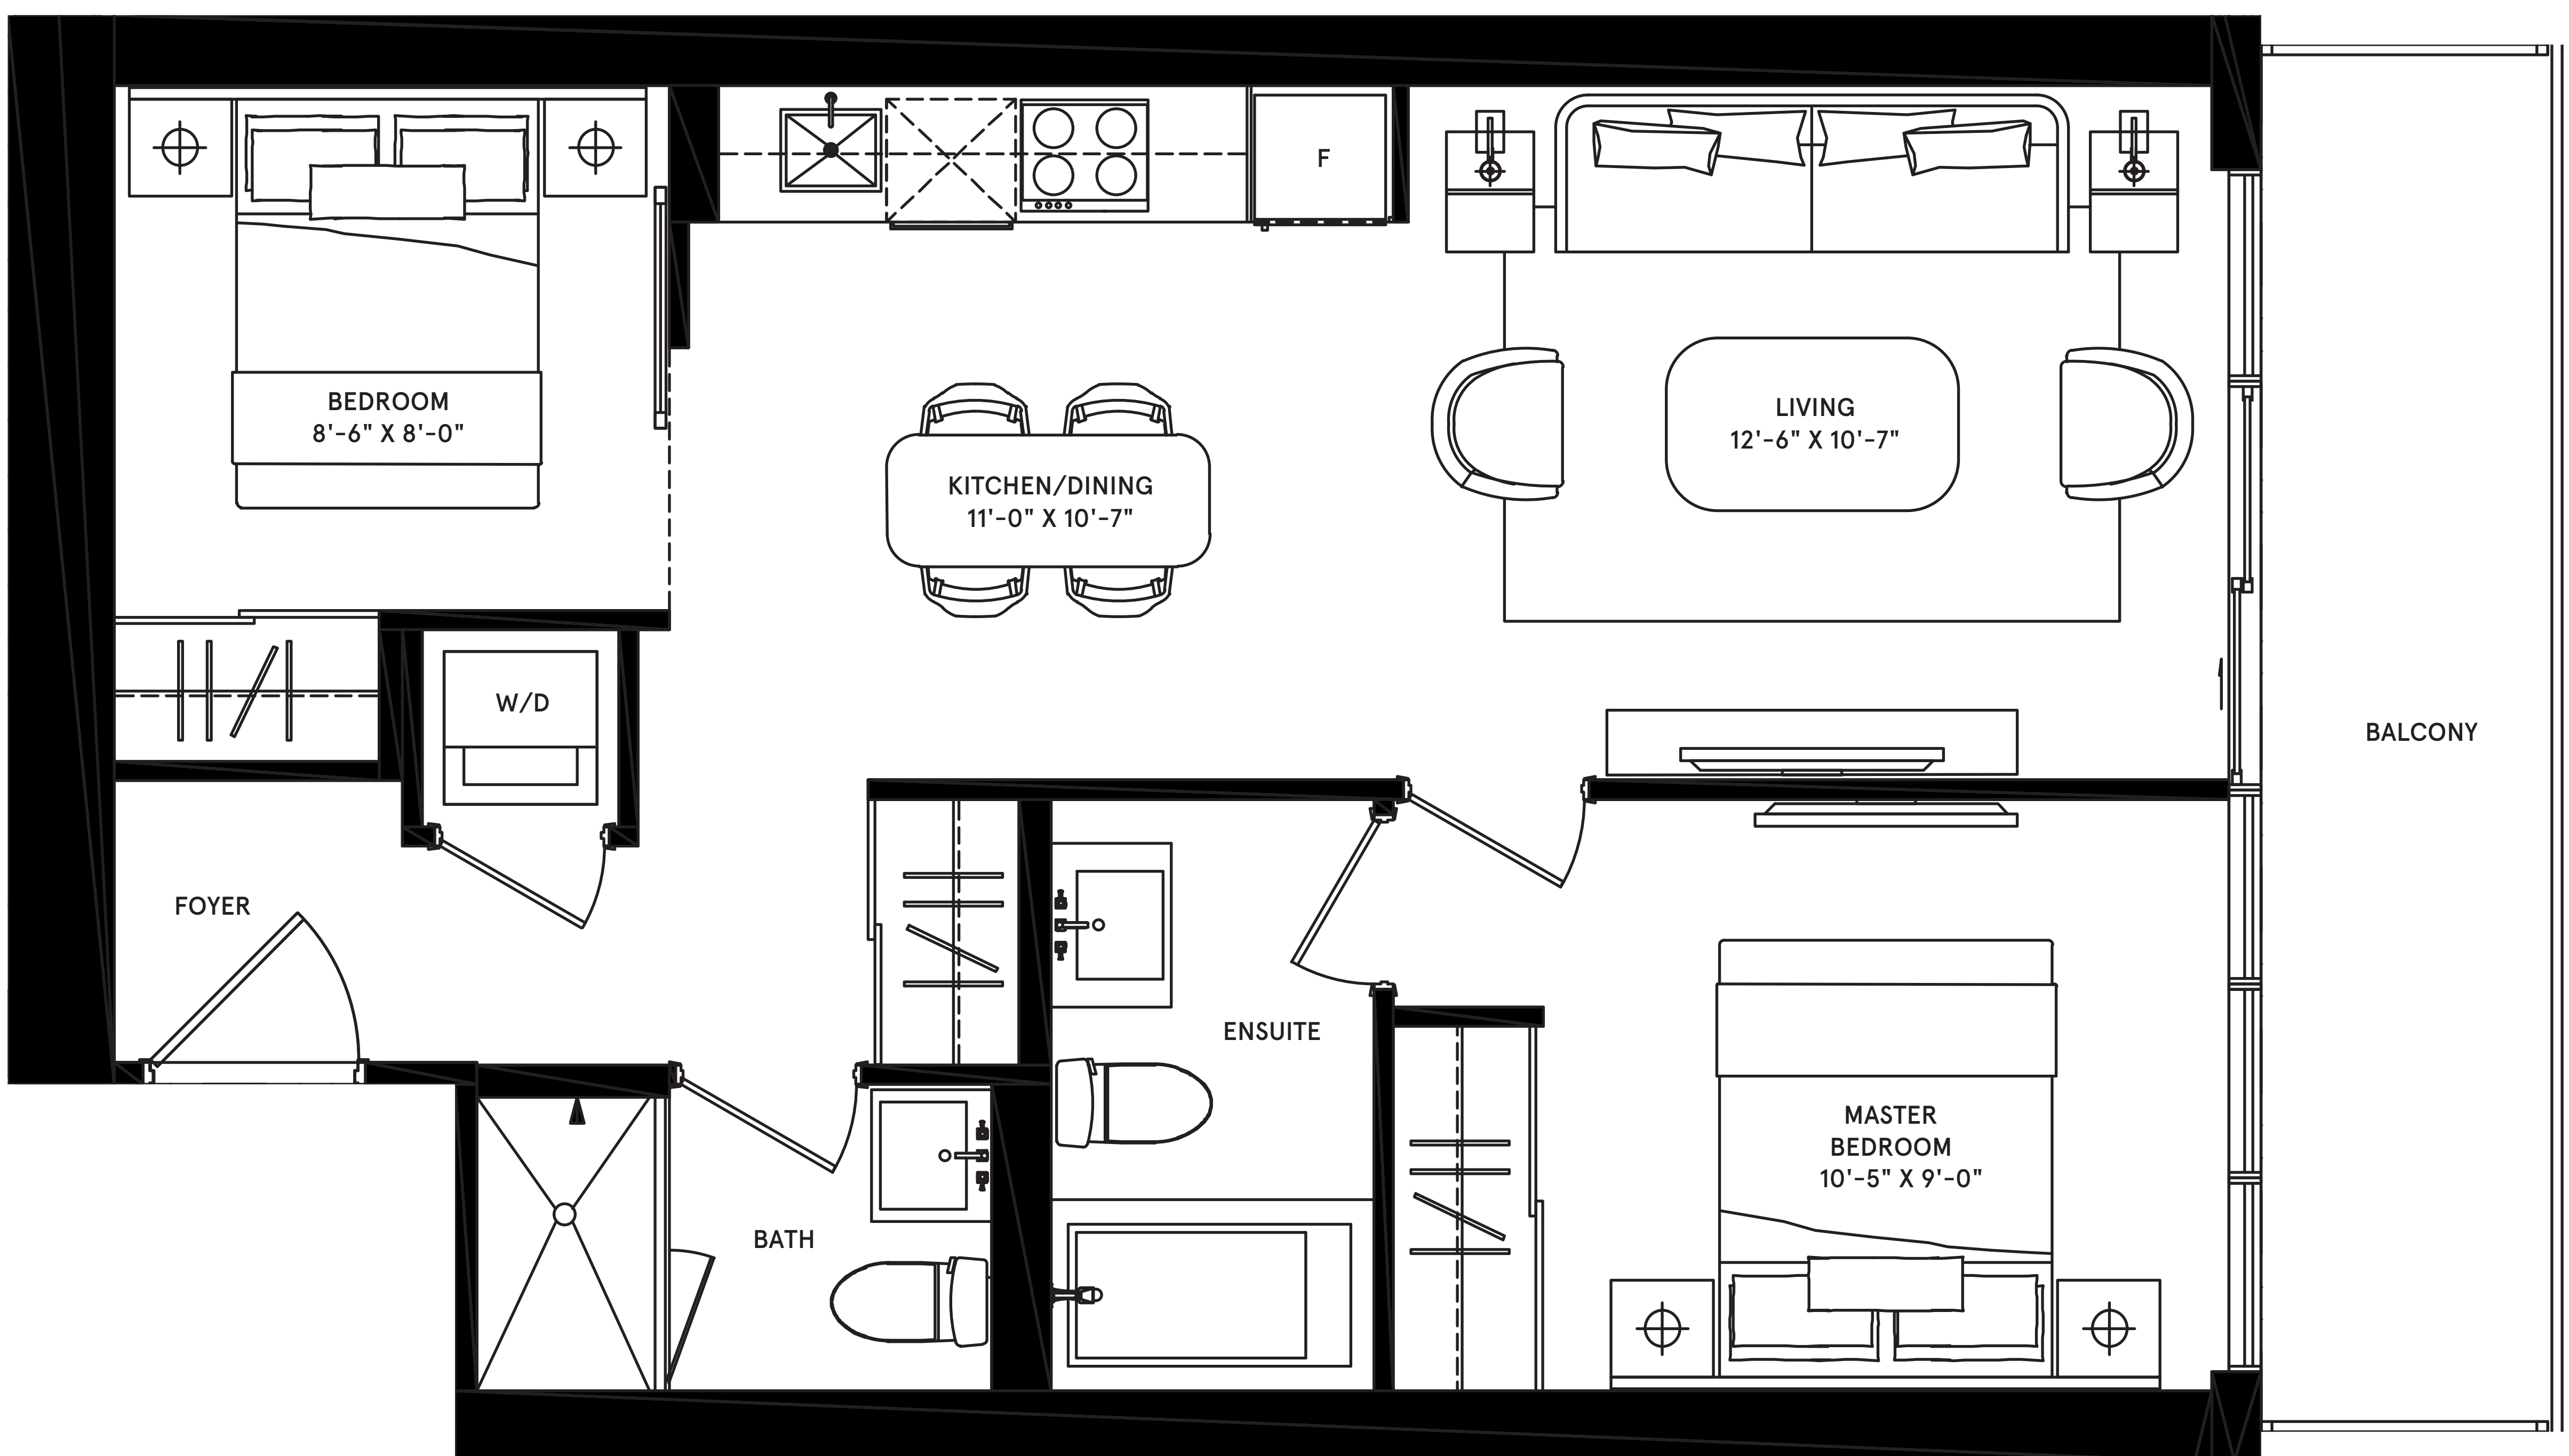 F
BEDROOM
8'-6" X 8'-0"
LIVING
12'-6" X 10'-7"
KITCHEN/DINING
11'-0" X 10'-7"
W/D
BALCONY
FOYER
ENSUITE
MASTER
BEDROOM
10'-5" X 9'-0"
BATH